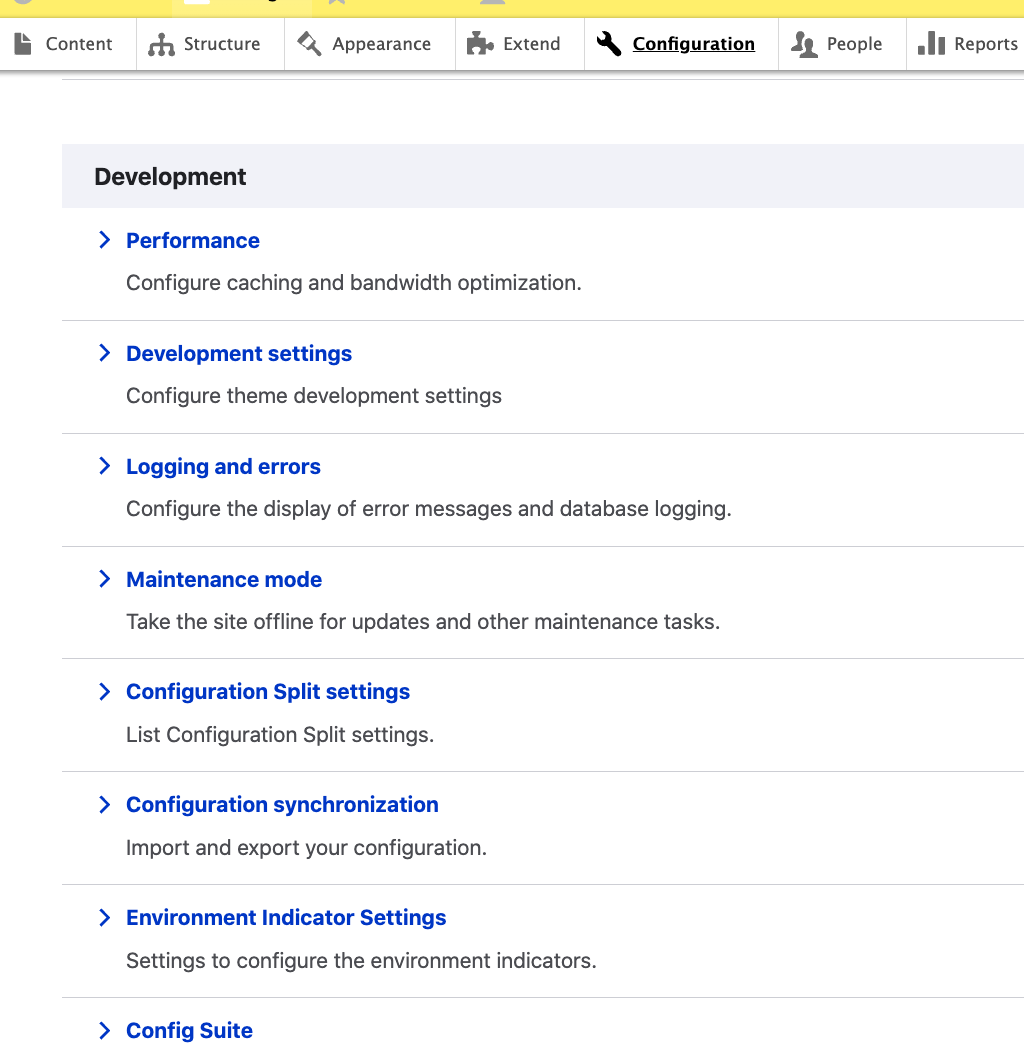 Content
Structure
Appearance
Extend
Configuration
People
Reports
Development
Performance
Configure caching and bandwidth optimization.
Development settings
Configure theme development settings
Logging and errors
Configure the display of error messages and database logging.
Maintenance mode
Take the site offline for updates and other maintenance tasks.
Configuration Split settings
List Configuration Split settings.
Configuration synchronization
Import and export your configuration.
Environment Indicator Settings
Settings to configure the environment indicators.
Config Suite